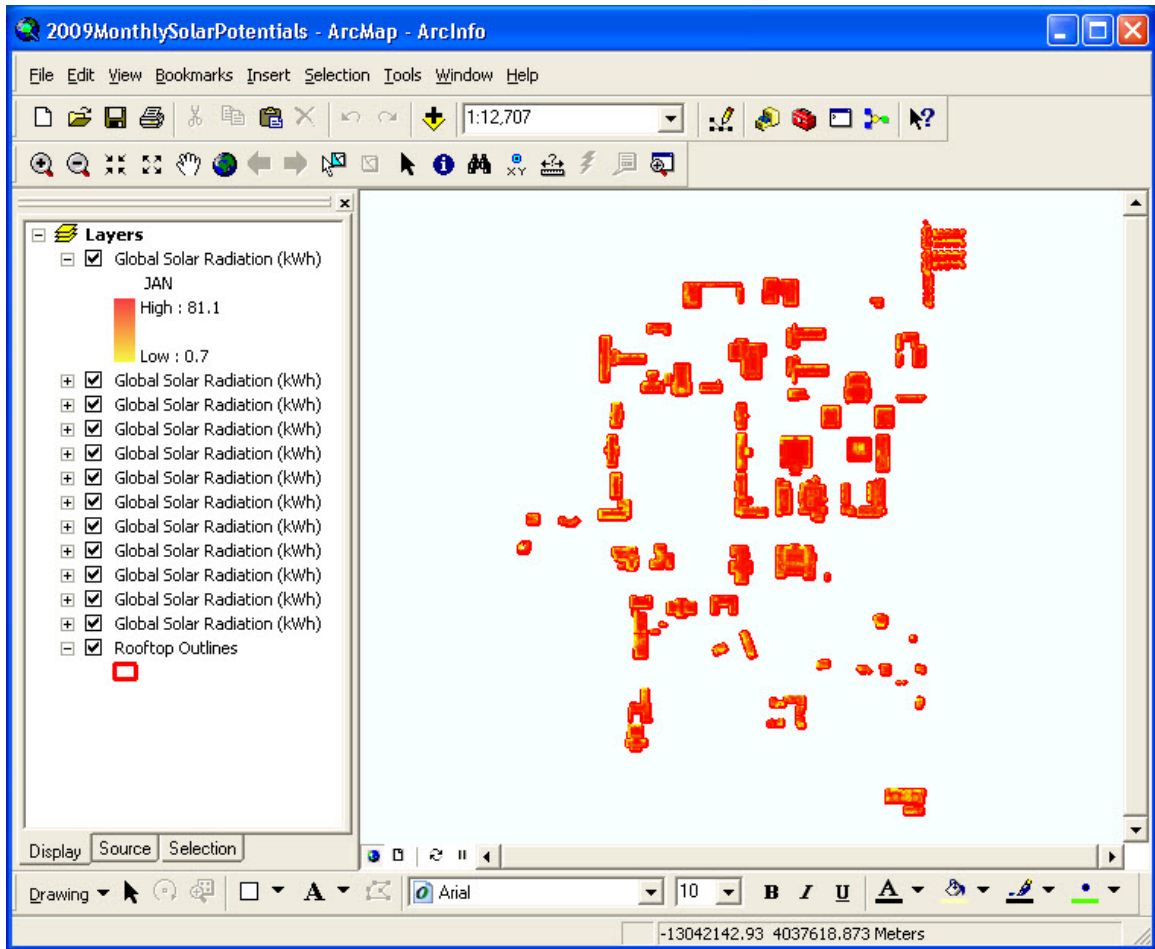 2009MonthlySolarPotentials - ArcMap - ArcInfo
File Edit View Bookmarks Insert Selection Tools Window Help
1:12,707
XY
Layers
Global Solar Radiation (kWh)
JAN
High : 81.1
Low : 0.7
Global Solar Radiation (kWh)
Global Solar Radiation (kWh)
Global Solar Radiation (kWh)
Global Solar Radiation (kWh)
Global Solar Radiation (kWh)
Global Solar Radiation (kWh)
Global Solar Radiation (kWh)
Global Solar Radiation (kWh)
Global Solar Radiation (kWh)
Global Solar Radiation (kWh)
Global Solar Radiation (kWh)
Rooftop Outlines
Display Source Selection
Drawing A Arial 10 B I U A
-13042142.93 4037618.873 Meters